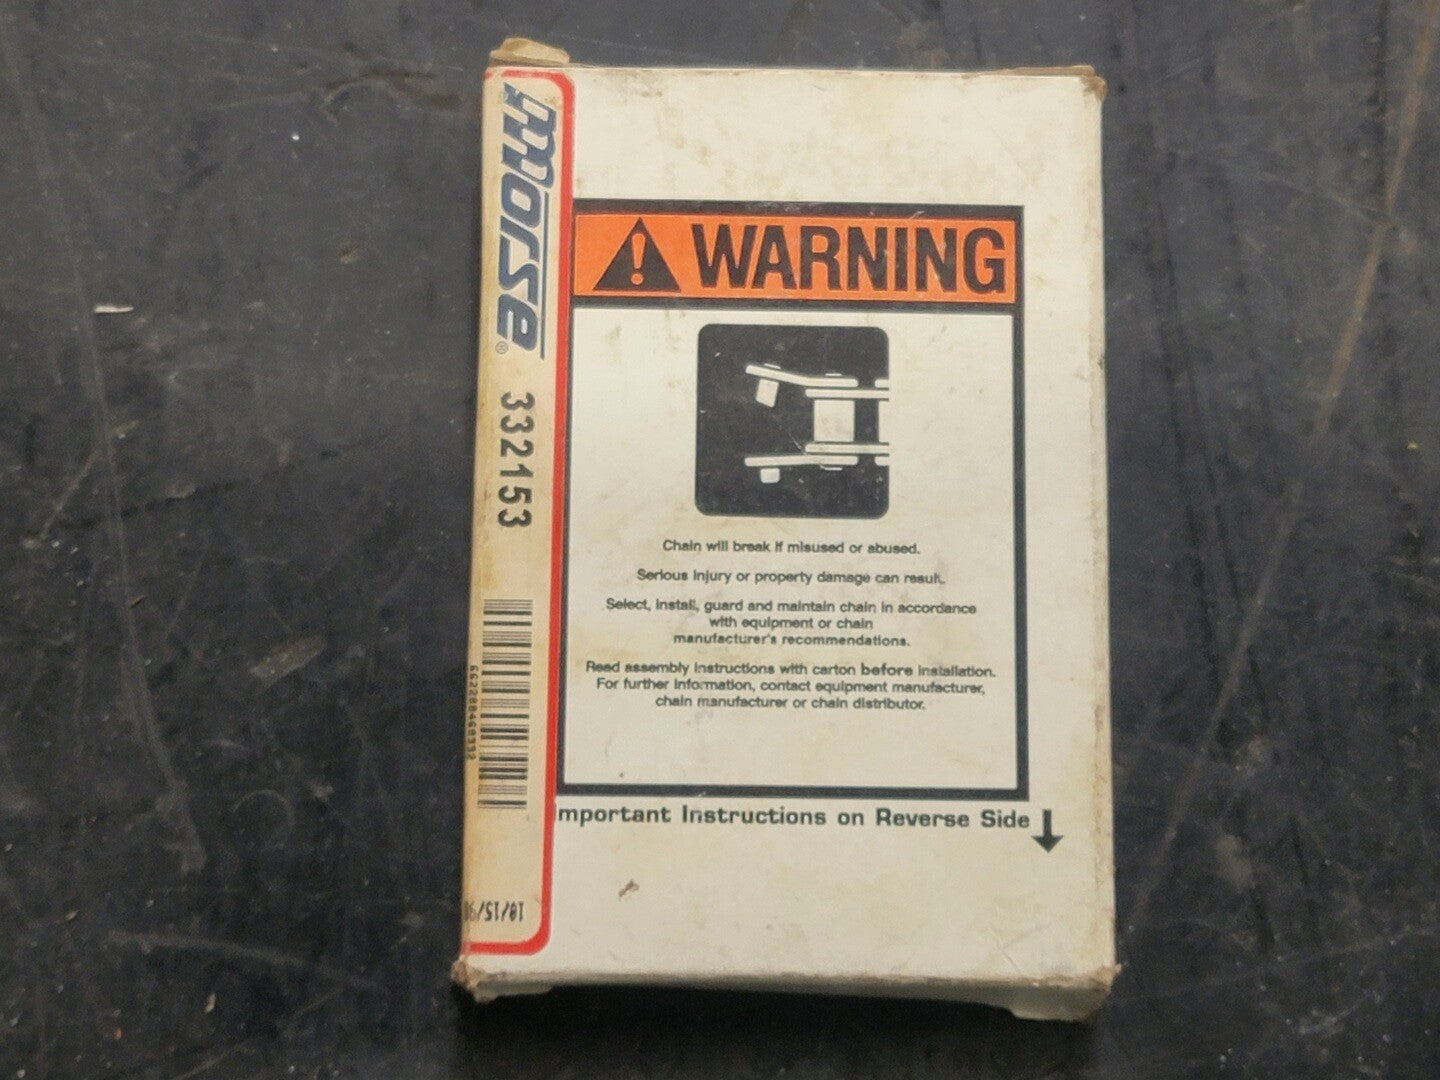 morse®
332153
662288468332
WARNING
Chain will break if misused or abused.
Serious injury or property damage can result.
Select, install, guard and maintain chain in accordance
with equipment or chain
manufacturer's recommendations.
Read assembly instructions with carton before installation.
For further information, contact equipment manufacturer,
chain manufacturer or chain distributor.
mportant Instructions on Reverse Side